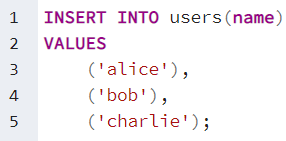 1 INSERT INTO users(name)
2 VALUES
3     ('alice'),
4     ('bob'),
5     ('charlie');